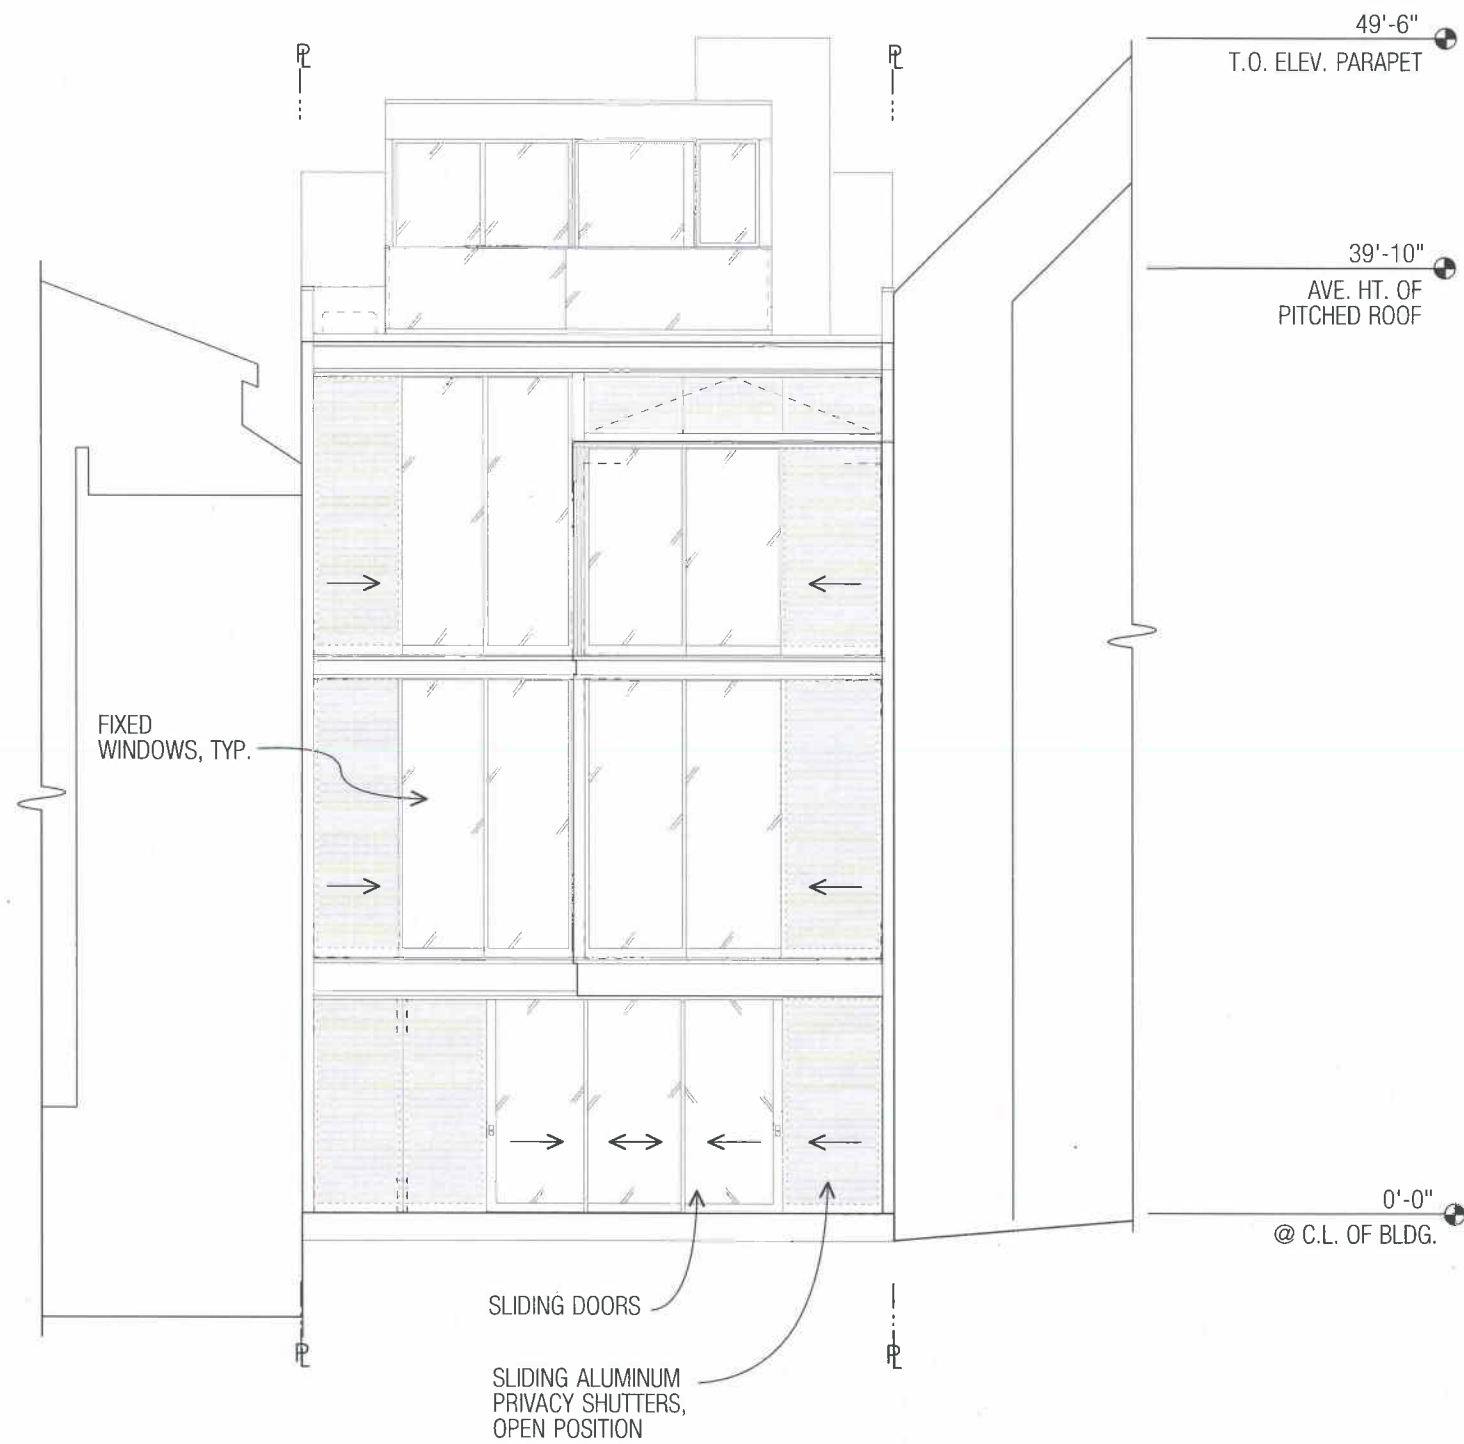 PL
PL
49'-6"
T.O. ELEV. PARAPET
39'-10"
AVE. HT. OF
PITCHED ROOF
FIXED
WINDOWS, TYP.
0'-0"
@ C.L. OF BLDG.
SLIDING DOORS
PL
PL
SLIDING ALUMINUM
PRIVACY SHUTTERS,
OPEN POSITION